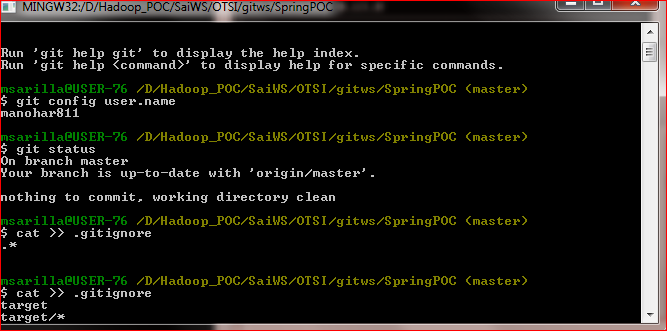 MINGW32:/D/Hadoop_POC/SaiWS/OTSI/gitws/SpringPOC
Run 'git help git' to display the help index.
Run 'git help <command>' to display help for specific commands.
msarilla@USER-76 /D/Hadoop_POC/SaiWS/OTSI/gitws/SpringPOC (master)
$ git config user.name
manohar811
msarilla@USER-76 /D/Hadoop_POC/SaiWS/OTSI/gitws/SpringPOC (master)
$ git status
On branch master
Your branch is up-to-date with 'origin/master'.
nothing to commit, working directory clean
msarilla@USER-76 /D/Hadoop_POC/SaiWS/OTSI/gitws/SpringPOC (master)
$ cat >> .gitignore
.*
msarilla@USER-76 /D/Hadoop_POC/SaiWS/OTSI/gitws/SpringPOC (master)
$ cat >> .gitignore
target
target/*